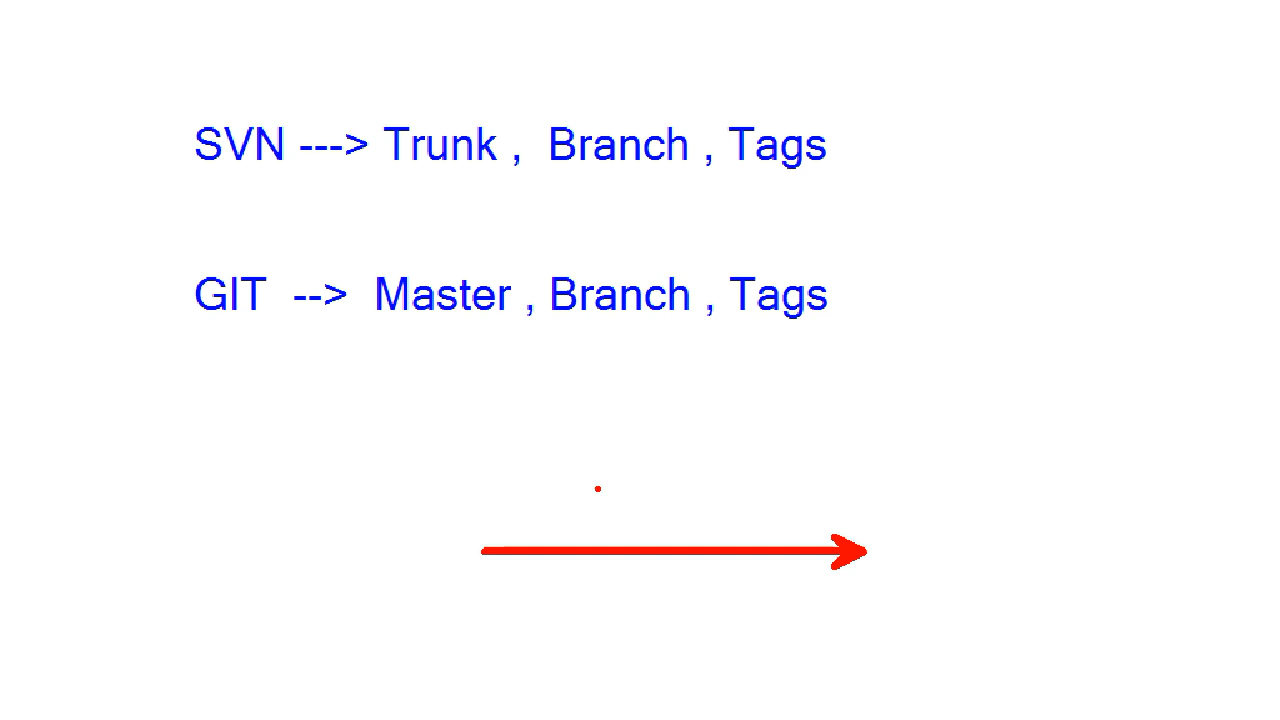 SVN ---> Trunk ,  Branch , Tags
GIT  -->  Master , Branch , Tags